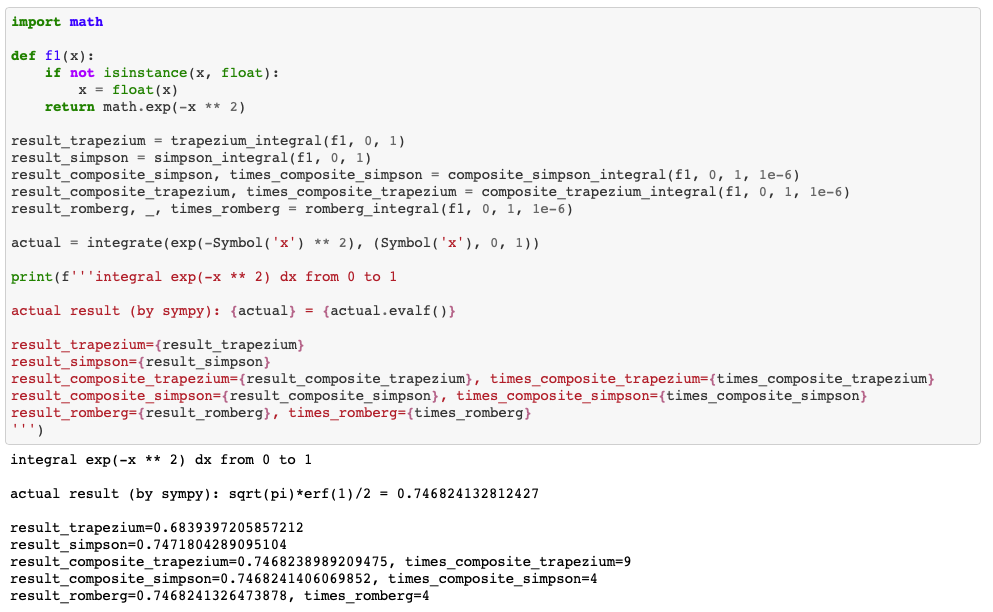 import math
def f1(x):
    if not isinstance(x, float):
        x = float(x)
    return math.exp(-x ** 2)
result_trapezium = trapezium_integral(f1, 0, 1)
result_simpson = simpson_integral(f1, 0, 1)
result_composite_simpson, times_composite_simpson = composite_simpson_integral(f1, 0, 1, 1e-6)
result_composite_trapezium, times_composite_trapezium = composite_trapezium_integral(f1, 0, 1, 1e-6)
result_romberg, _, times_romberg = romberg_integral(f1, 0, 1, 1e-6)
actual = integrate(exp(-Symbol('x') ** 2), (Symbol('x'), 0, 1))
print(f'''integral exp(-x ** 2) dx from 0 to 1
actual result (by sympy): {actual} = {actual.evalf()}
result_trapezium={result_trapezium}
result_simpson={result_simpson}
result_composite_trapezium={result_composite_trapezium}, times_composite_trapezium={times_composite_trapezium}
result_composite_simpson={result_composite_simpson}, times_composite_simpson={times_composite_simpson}
result_romberg={result_romberg}, times_romberg={times_romberg}
''')
integral exp(-x ** 2) dx from 0 to 1
actual result (by sympy): sqrt(pi)*erf(1)/2 = 0.746824132812427
result_trapezium=0.6839397205857212
result_simpson=0.7471804289095104
result_composite_trapezium=0.7468238989209475, times_composite_trapezium=9
result_composite_simpson=0.7468241406069852, times_composite_simpson=4
result_romberg=0.7468241326473878, times_romberg=4